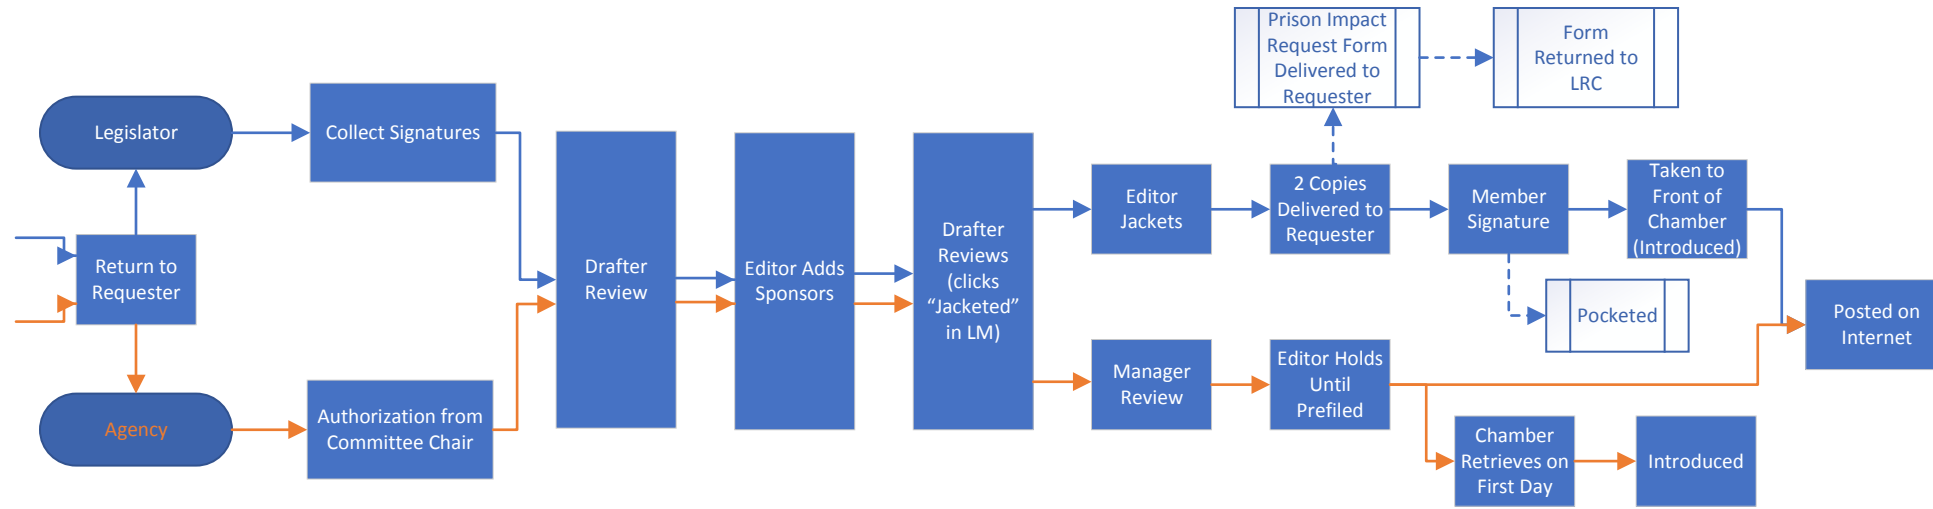 Legislator
Collect Signatures
Return to
Requester
Agency
Authorization from
Committee Chair
Drafter
Review
Editor Adds
Sponsors
Drafter
Reviews
(clicks
“Jacketed”
in LM)
Editor
Jackets
2 Copies
Delivered to
Requester
Prison Impact
Request Form
Delivered to
Requester
Form
Returned to
LRC
Member
Signature
Pocketed
Taken to
Front of
Chamber
(Introduced)
Manager
Review
Editor Holds
Until
Prefiled
Chamber
Retrieves on
First Day
Introduced
Posted on
Internet